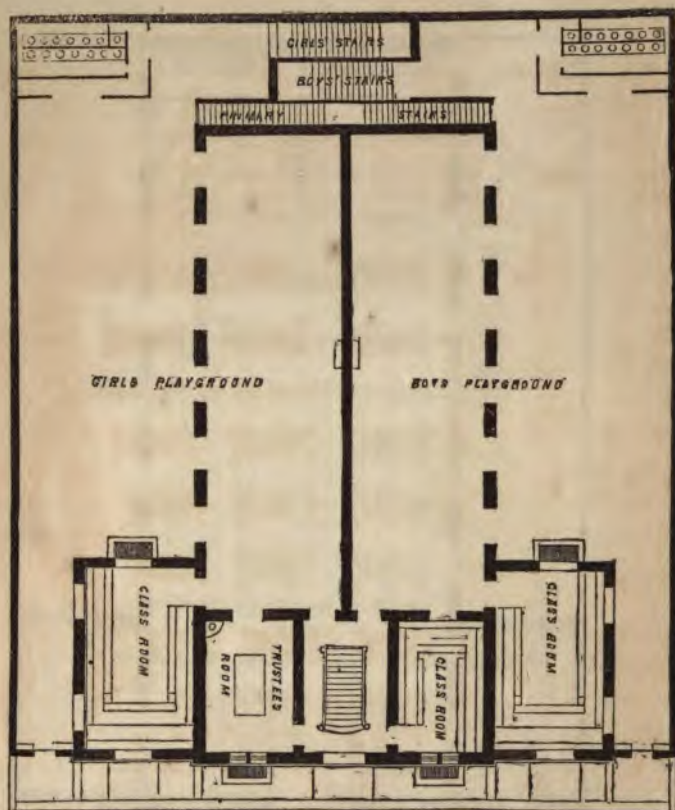 GIRLS' STAIRS
BOYS' STAIRS
PRIMARY STAIRS
GIRLS PLAYGROUND
BOYS PLAYGROUND
CLASS ROOM
TRUSTEES
ROOM
CLASS ROOM
CLASS ROOM